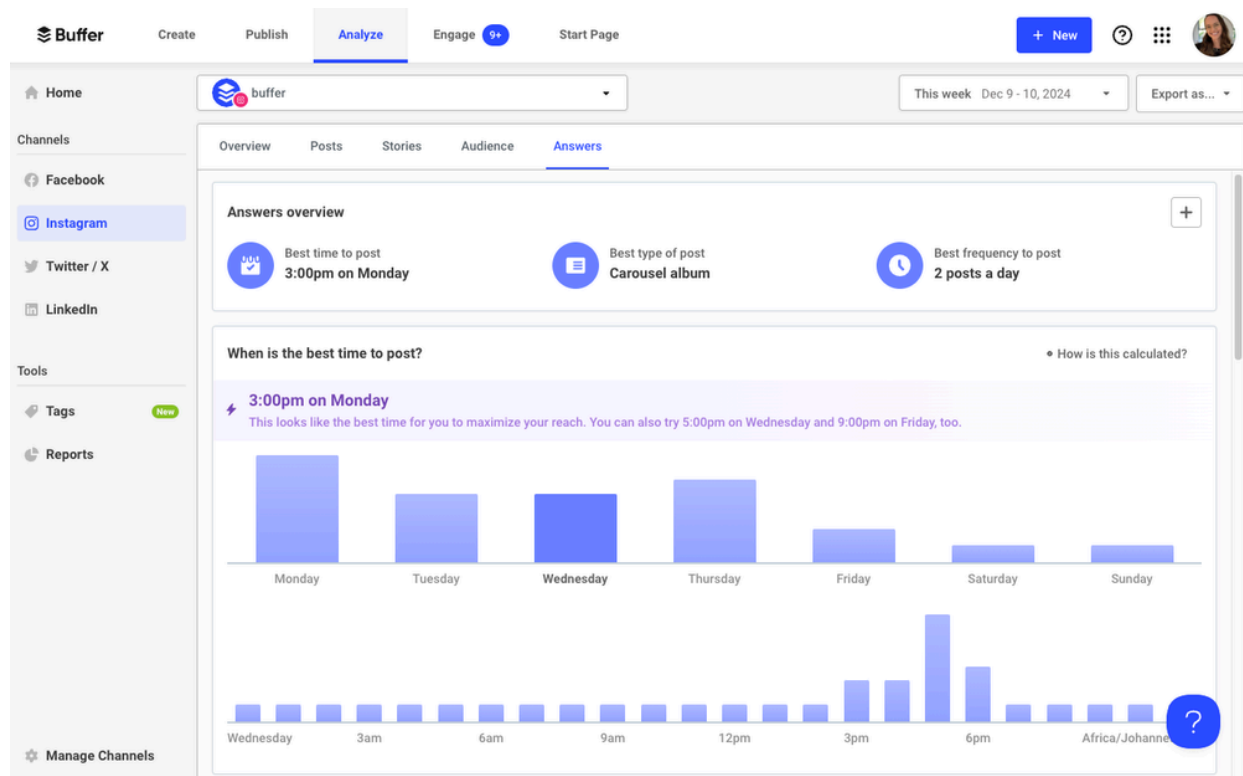 Buffer
Create
Publish
Analyze
Engage 9+
Start Page
+ New
Home
buffer
This week Dec 9 - 10, 2024
Export as...
Channels
Overview
Posts
Stories
Audience
Answers
Facebook
Instagram
Twitter / X
LinkedIn
Tools
Tags New
Reports
Manage Channels
Answers overview
Best time to post
3:00pm on Monday
Best type of post
Carousel album
Best frequency to post
2 posts a day
When is the best time to post?
How is this calculated?
3:00pm on Monday
This looks like the best time for you to maximize your reach. You can also try 5:00pm on Wednesday and 9:00pm on Friday, too.
Monday Tuesday Wednesday Thursday Friday Saturday Sunday
Wednesday 3am 6am 9am 12pm 3pm 6pm Africa/Johanne